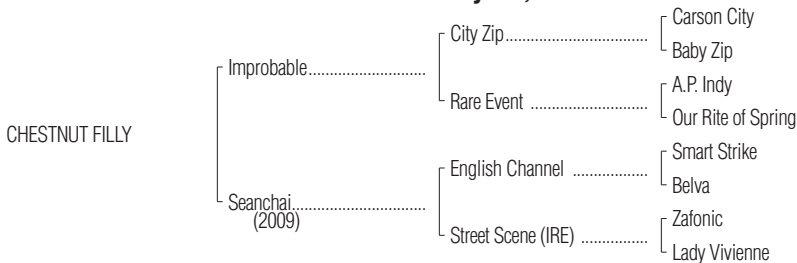 Carson City
City Zip
Baby Zip
Improbable
A.P. Indy
Rare Event
Our Rite of Spring
CHESTNUT FILLY
Smart Strike
English Channel
Belva
Seanchai
(2009)
Zafonic
Street Scene (IRE)
Lady Vivienne